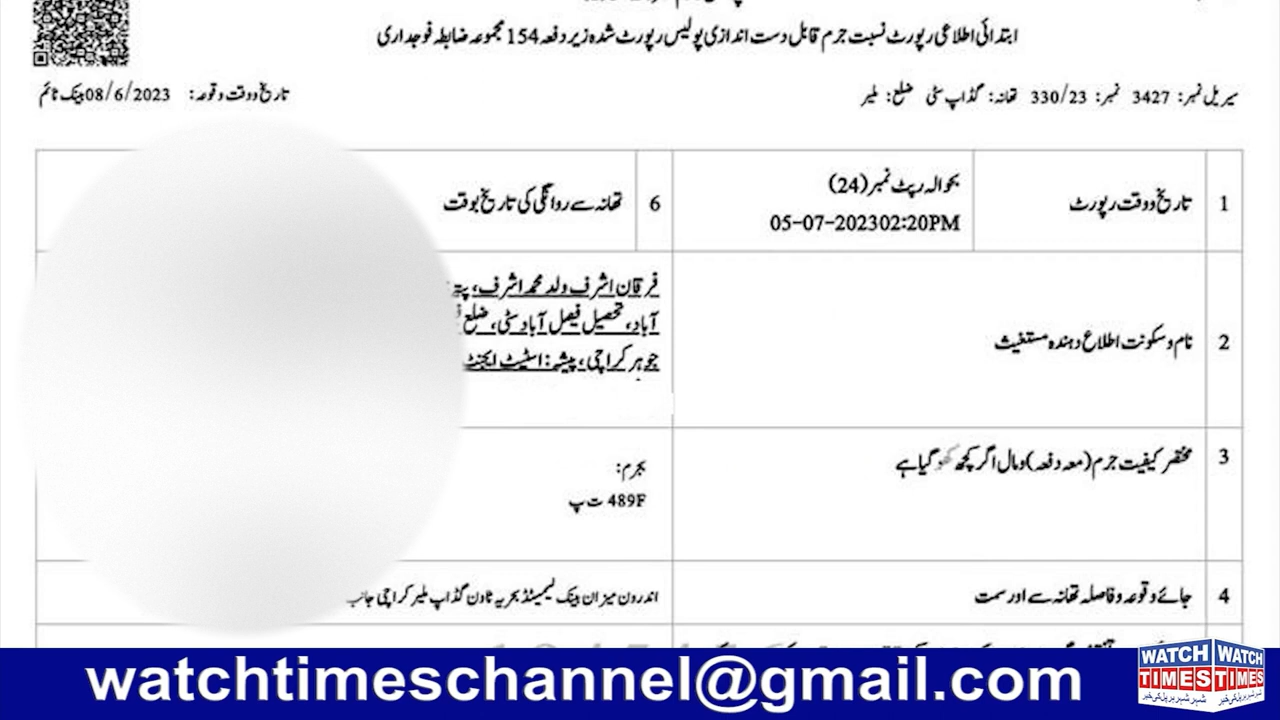 ابتدائی اطلاعی رپورٹ نسبت جرم قابل دست اندازی پولیس رپورٹ شدہ زیر دفعہ 154 مجموعہ ضابطہ فوجداری
سیریل نمبر: 3427 نمبر: 330/23 تھانہ: گڈاپ سٹی ضلع: ملیر
تاریخ و وقت وقوعہ: 08/6/2023 بینک ٹائم
1
تاریخ و وقت رپورٹ
بحوالہ رپٹ نمبر (24)
05-07-202302:20PM
6
تھانہ سے روانگی کی تاریخ بوقت
2
نام و سکونت اطلاع دہندہ مستغیث
فرقان اشرف ولد محمد اشرف، پتہ
آباد، تحصیل فیصل آباد سٹی، ضلع
جوہر کراچی، پیشہ: اسٹیٹ ایجنٹ
3
مختصر کیفیت جرم (معہ دفعہ) و مال اگر کچھ کھو گیا ہے
بجرم:
489F ت پ
4
جائے وقوعہ و فاصلہ تھانہ سے اور سمت
اندرون میزان بینک لیمیٹڈ بحریہ ٹاون گڈاپ ملیر کراچی جانب
watchtimeschannel@gmail.com
WATCH WATCH
TIMES TIMES